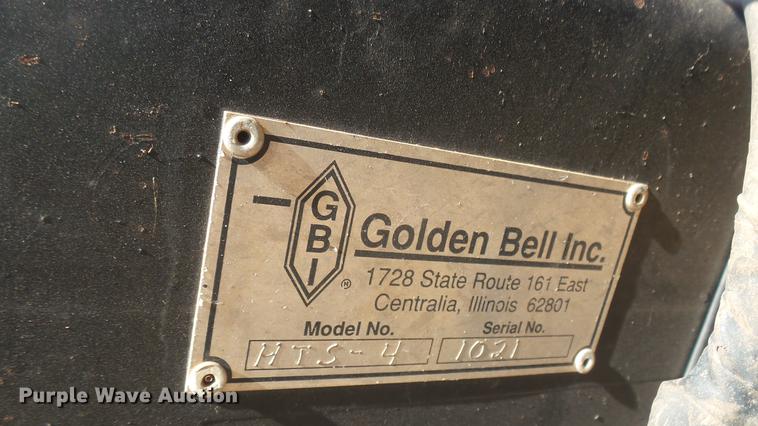 GBI
®
Golden Bell Inc.
1728 State Route 161 East
Centralia, Illinois 62801
Model No. Serial No.
MTS-4 1021
Purple Wave Auction